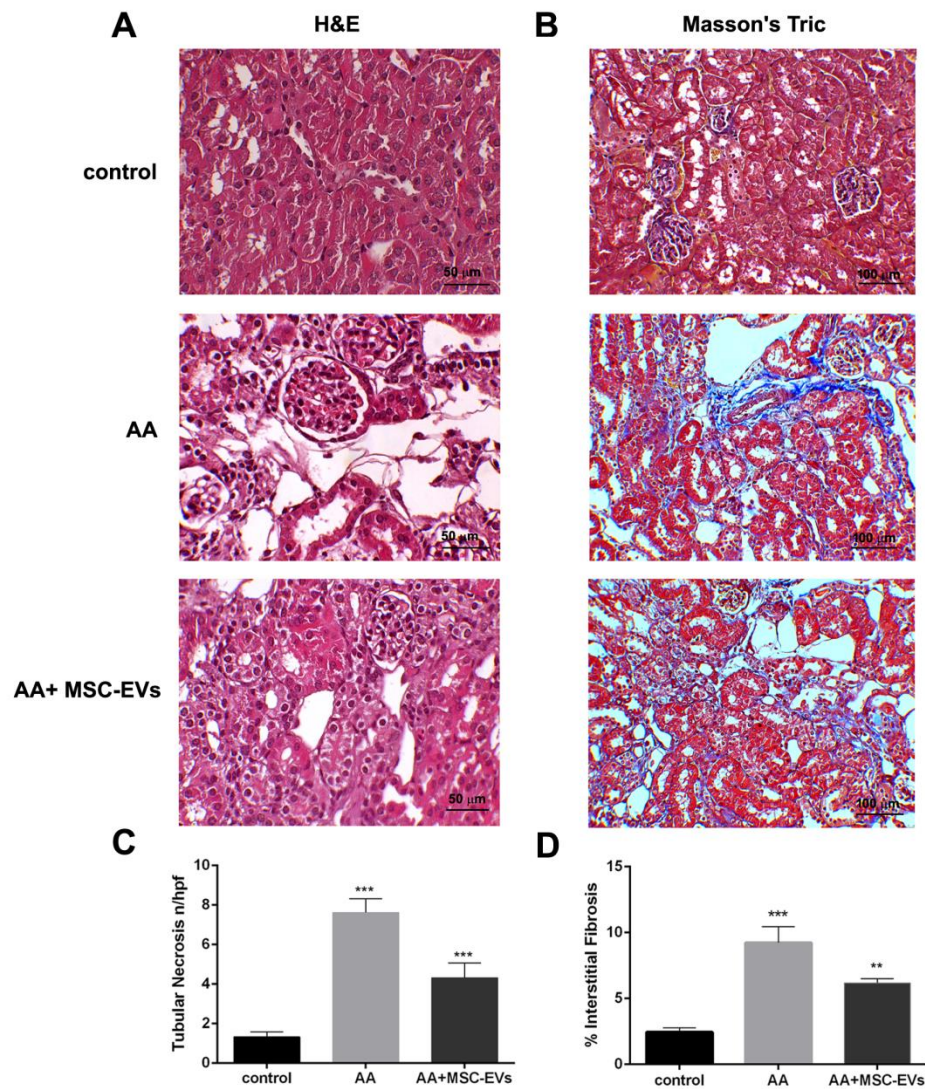 A
H&E
B
Masson's Tric
control
50 µm
100 µm
AA
50 µm
100 µm
AA+ MSC-EVs
50 µm
100 µm
C
Tubular Necrosis n/hpf
10
8
6
4
2
0
***
***
control
AA
AA+MSC-EVs
D
% Interstitial Fibrosis
15
10
5
0
***
**
control
AA
AA+MSC-EVs